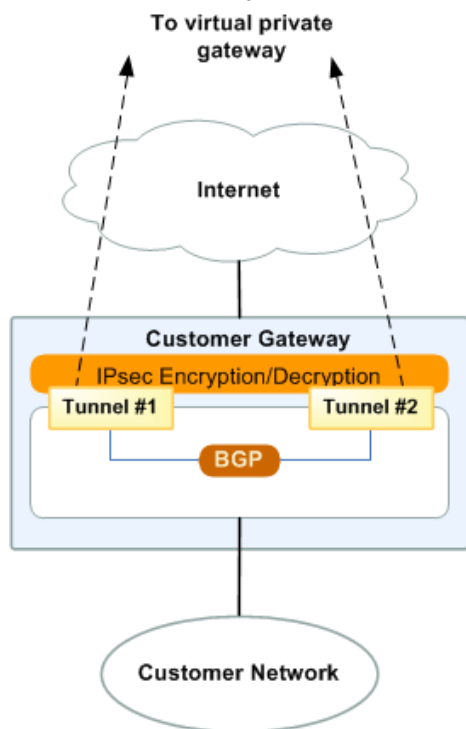 To virtual private
gateway
Internet
Customer Gateway
IPsec Encryption/Decryption
Tunnel #1
Tunnel #2
BGP
Customer Network